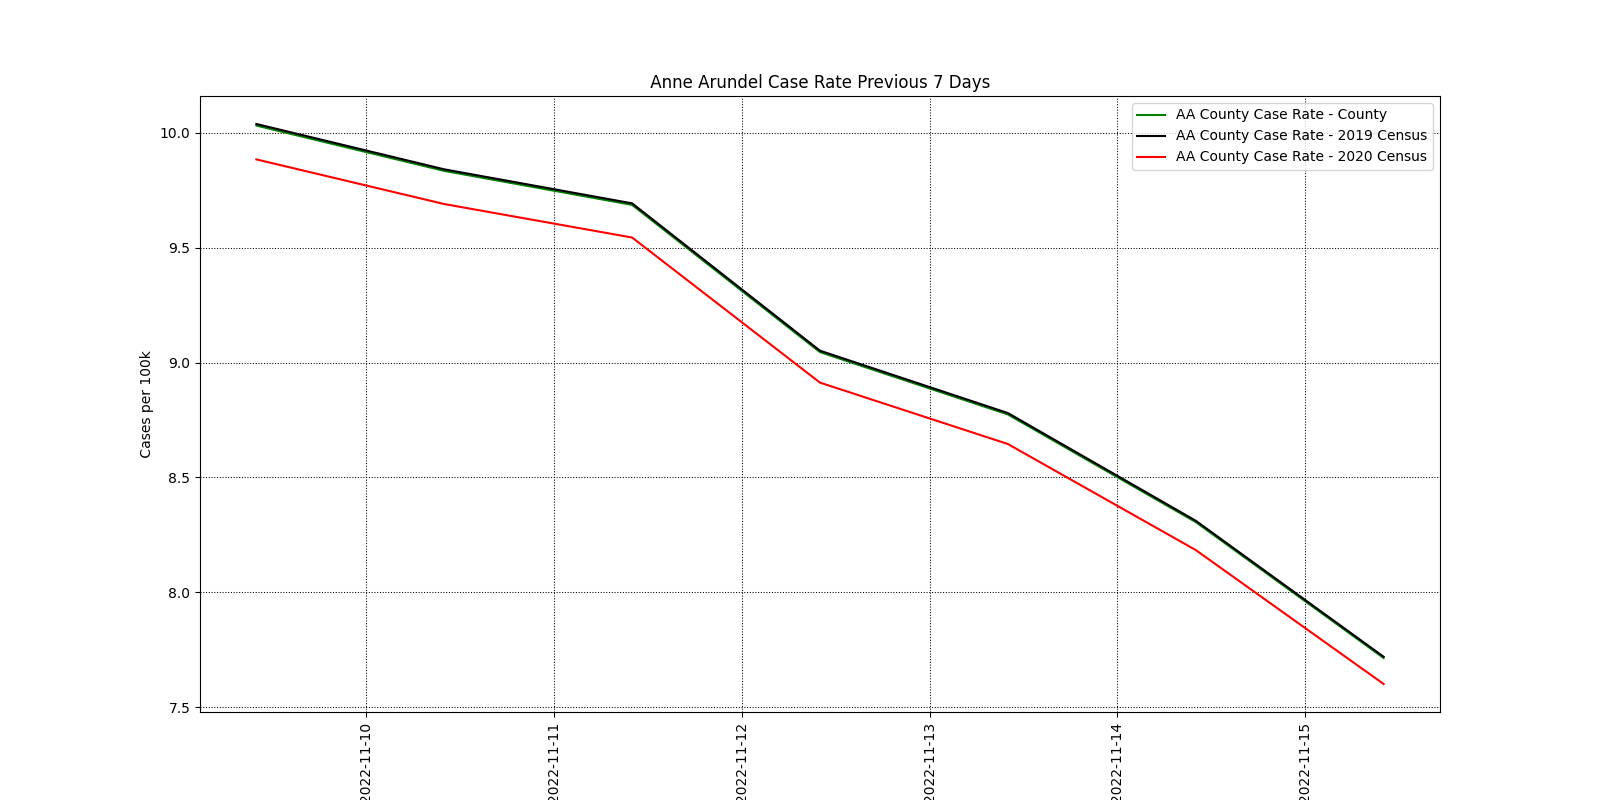 Anne Arundel Case Rate Previous 7 Days
AA County Case Rate - County
AA County Case Rate - 2019 Census
AA County Case Rate - 2020 Census
10.0
9.5
9.0
8.5
8.0
7.5
Cases per 100k
2022-11-10
2022-11-11
2022-11-12
2022-11-13
2022-11-14
2022-11-15